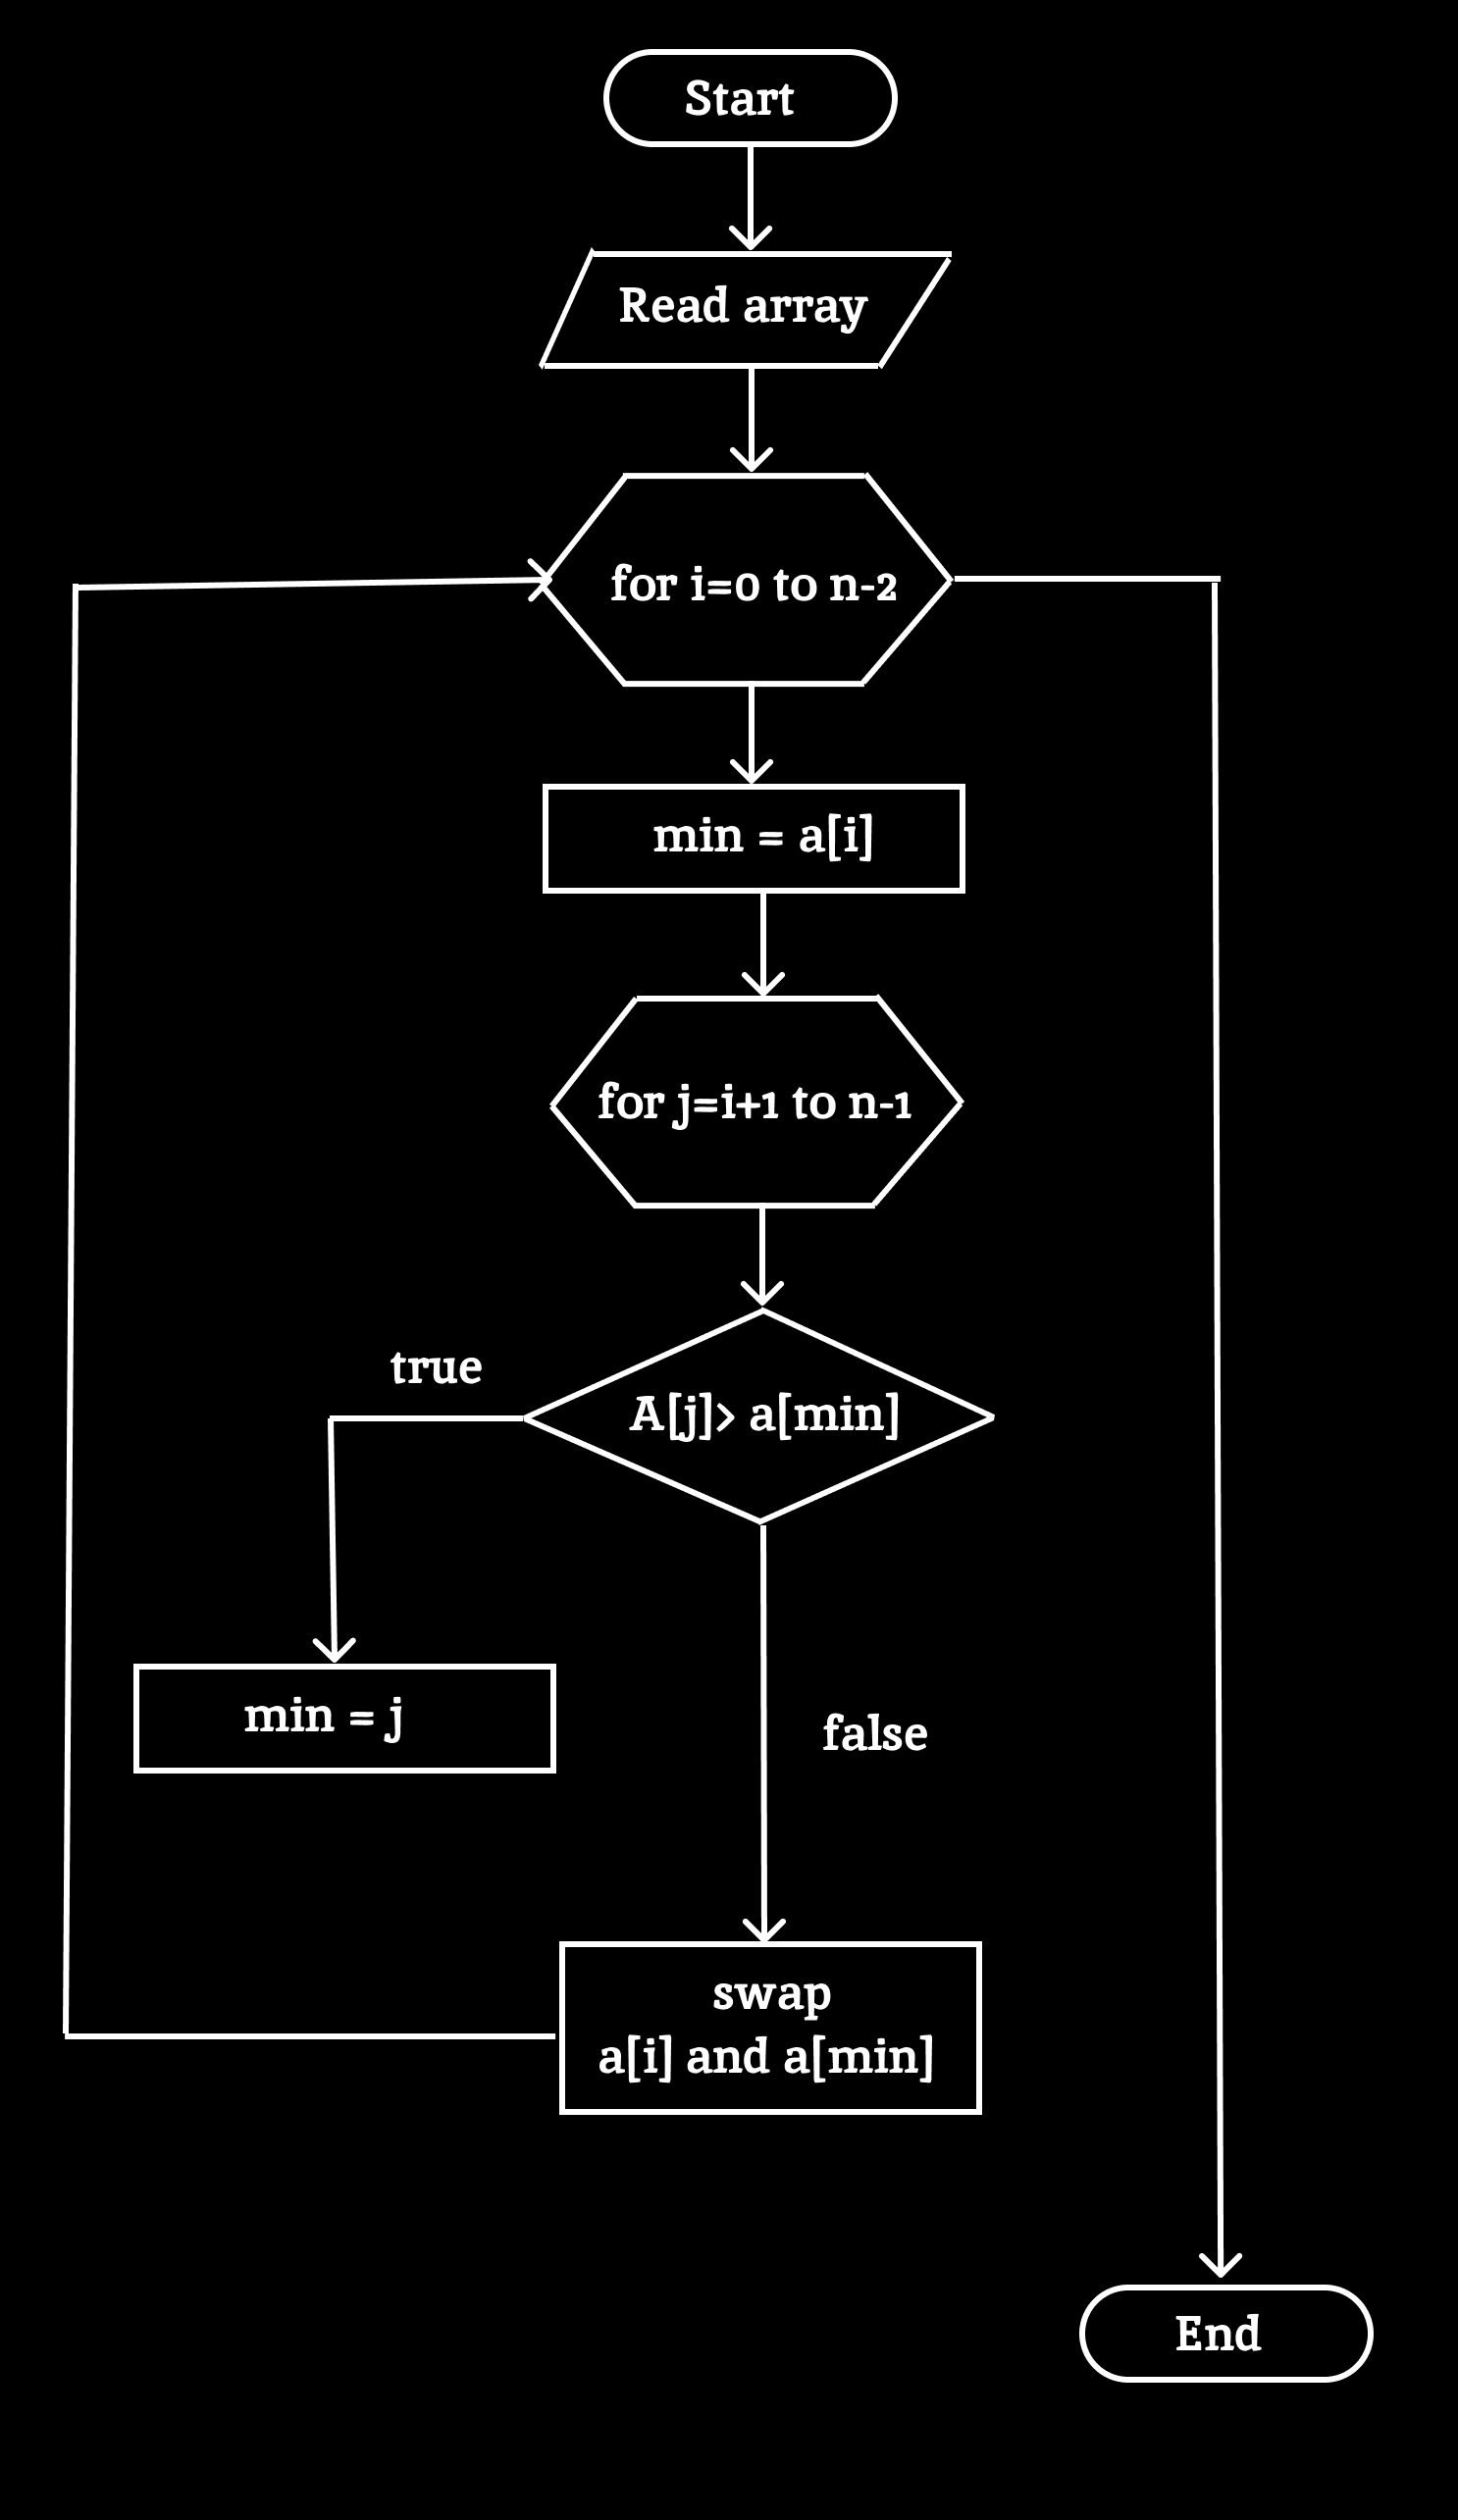 Start
Read array
for i=0 to n-2
min = a[i]
for j=i+1 to n-1
true
A[j]> a[min]
min = j
false
swap
a[i] and a[min]
End